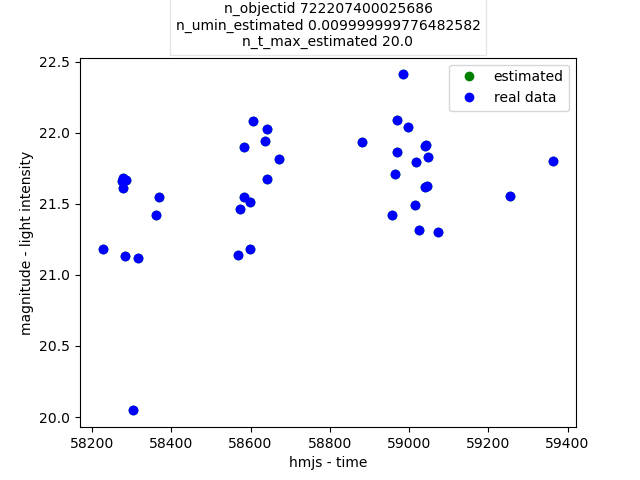 n_objectid 722207400025686
n_umin_estimated 0.009999999776482582
n_t_max_estimated 20.0
22.5
22.0
21.5
21.0
20.5
20.0
magnitude - light intensity
estimated
real data
58200 58400 58600 58800 59000 59200 59400
hmjs - time